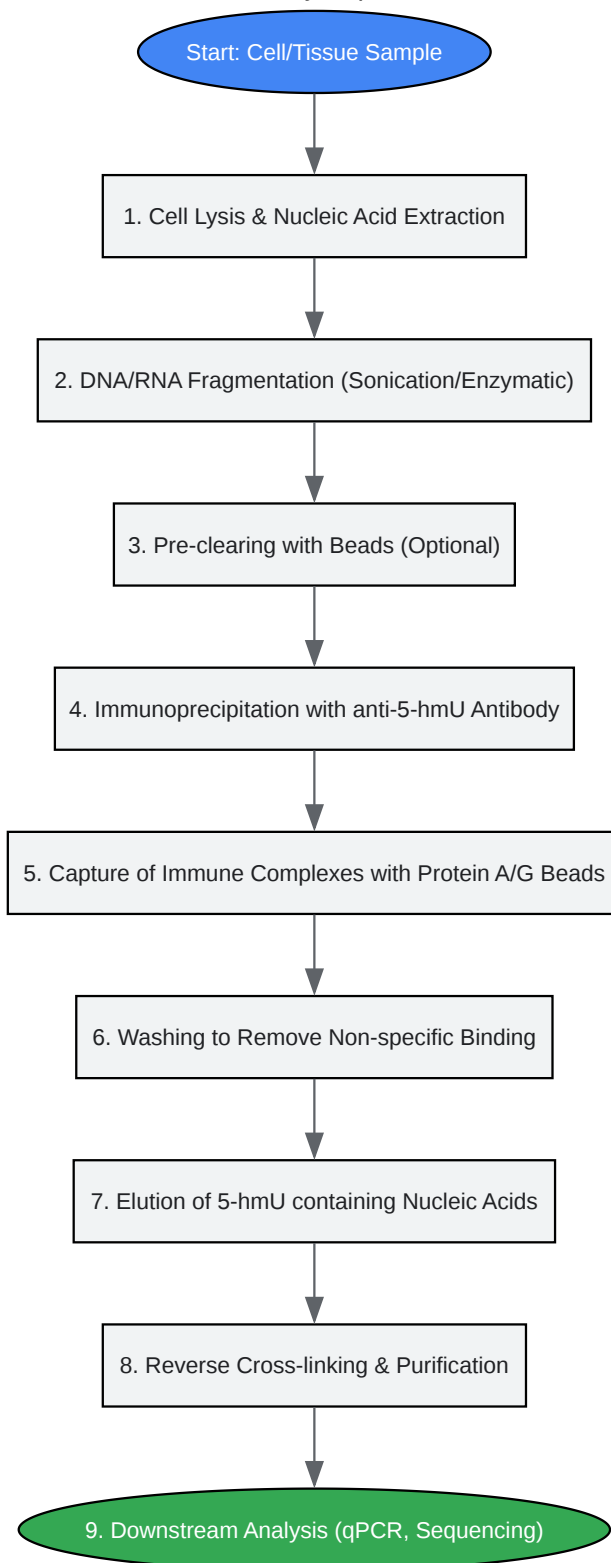 Start: Cell/Tissue Sample
1. Cell Lysis & Nucleic Acid Extraction
2. DNA/RNA Fragmentation (Sonication/Enzymatic)
3. Pre-clearing with Beads (Optional)
4. Immunoprecipitation with anti-5-hmU Antibody
5. Capture of Immune Complexes with Protein A/G Beads
6. Washing to Remove Non-specific Binding
7. Elution of 5-hmU containing Nucleic Acids
8. Reverse Cross-linking & Purification
9. Downstream Analysis (qPCR, Sequencing)